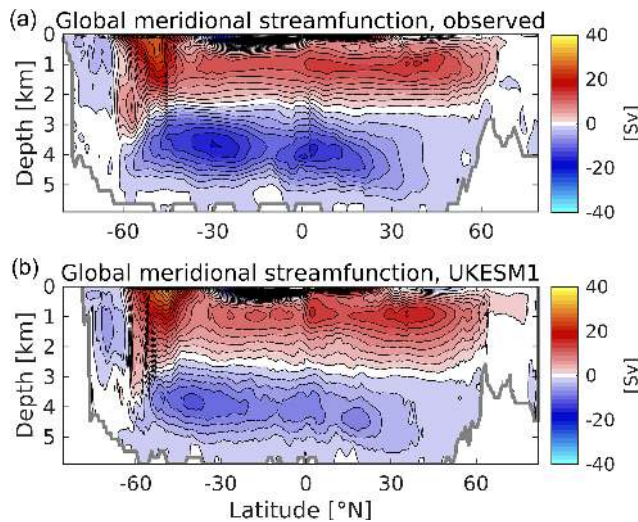 (a) Global meridional streamfunction, observed
0
1
2
3
4
5
Depth [km]
-60 -30 0 30 60
40
20
0
-20
-40
[Sv]
(b) Global meridional streamfunction, UKESM1
0
1
2
3
4
5
Depth [km]
-60 -30 0 30 60
Latitude [°N]
40
20
0
-20
-40
[Sv]